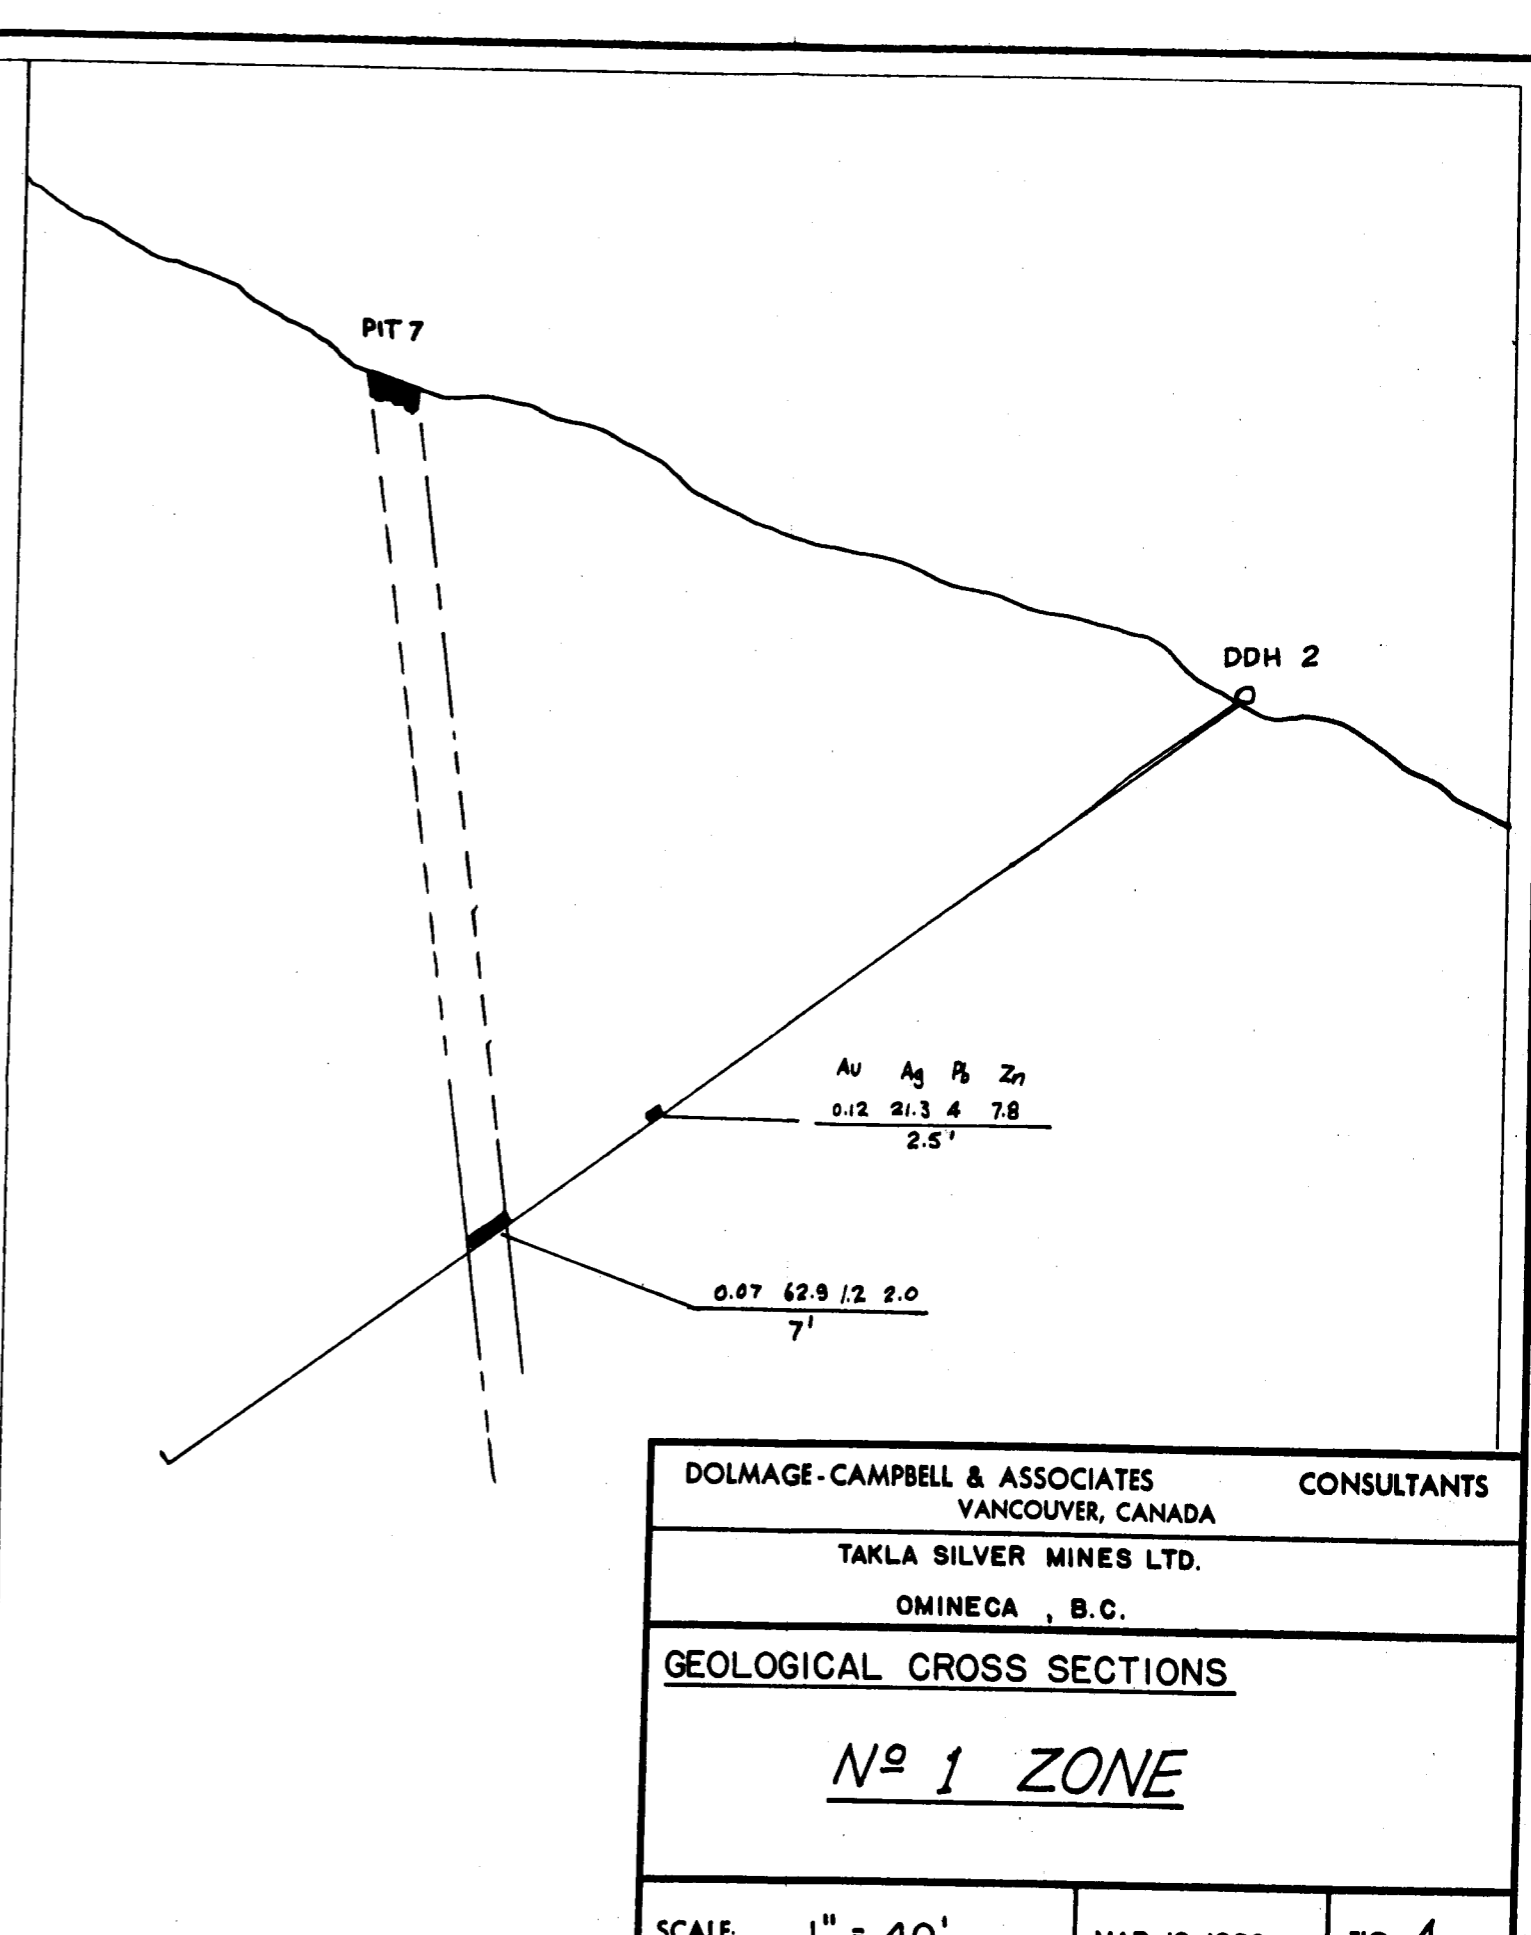 PIT 7
DDH 2
Au Ag Pb Zn
0.12 21.3 4 7.8
2.5'
0.07 62.9 1.2 2.0
7'
DOLMAGE-CAMPBELL & ASSOCIATES CONSULTANTS
VANCOUVER, CANADA
TAKLA SILVER MINES LTD.
OMINECA , B.C.
GEOLOGICAL CROSS SECTIONS
Nº 1 ZONE
SCALE: 1" = 40'